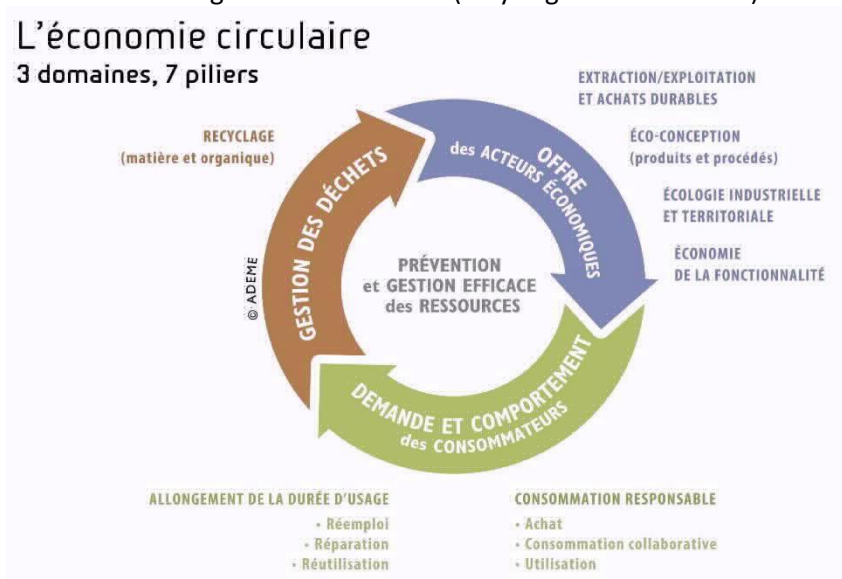 L'économie circulaire
3 domaines, 7 piliers
EXTRACTION/EXPLOITATION
ET ACHATS DURABLES
RECYCLAGE
(matière et organique)
ÉCO-CONCEPTION
(produits et procédés)
ÉCOLOGIE INDUSTRIELLE
ET TERRITORIALE
ÉCONOMIE
DE LA FONCTIONNALITÉ
OFFRE
des ACTEURS ÉCONOMIQUES
GESTION DES DÉCHETS
PRÉVENTION
et GESTION EFFICACE
des RESSOURCES
© ADEME
DEMANDE ET COMPORTEMENT
des CONSOMMATEURS
ALLONGEMENT DE LA DURÉE D'USAGE
• Réemploi
• Réparation
• Réutilisation
CONSOMMATION RESPONSABLE
• Achat
• Consommation collaborative
• Utilisation